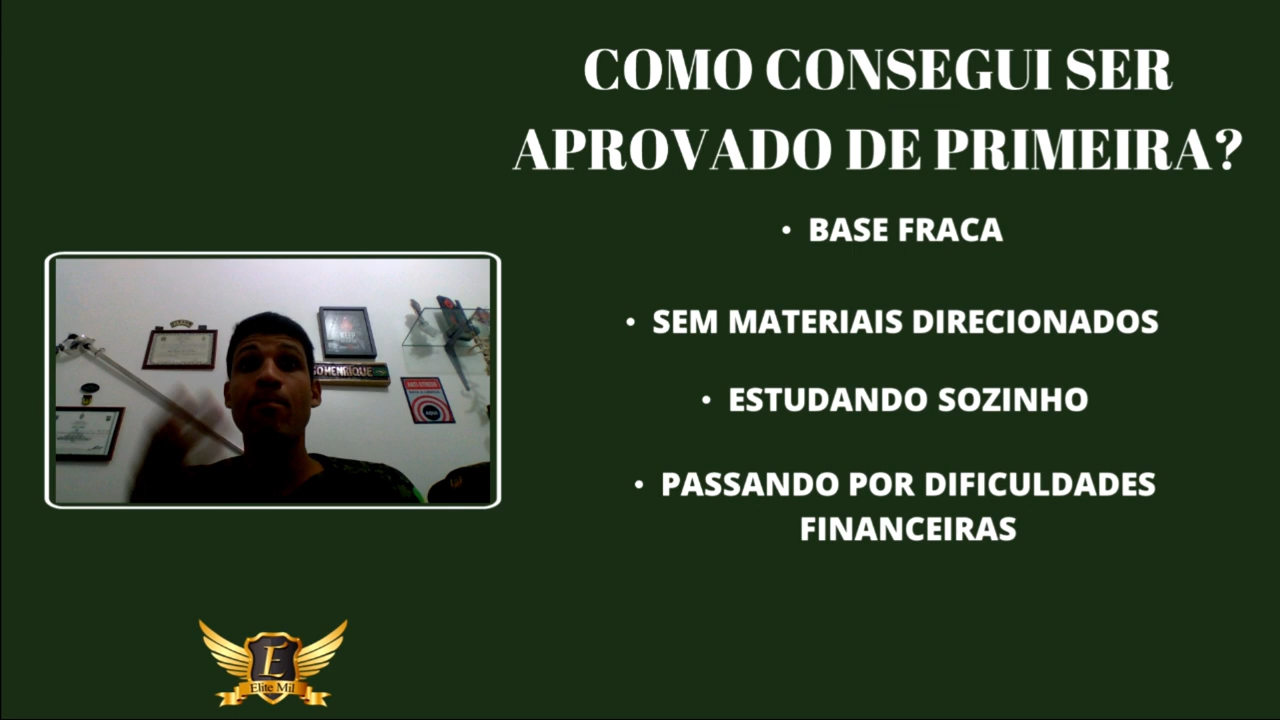 COMO CONSEGUI SER
APROVADO DE PRIMEIRA?
• BASE FRACA
• SEM MATERIAIS DIRECIONADOS
• ESTUDANDO SOZINHO
• PASSANDO POR DIFICULDADES
FINANCEIRAS
HENRIQUE
E
Elite Mil